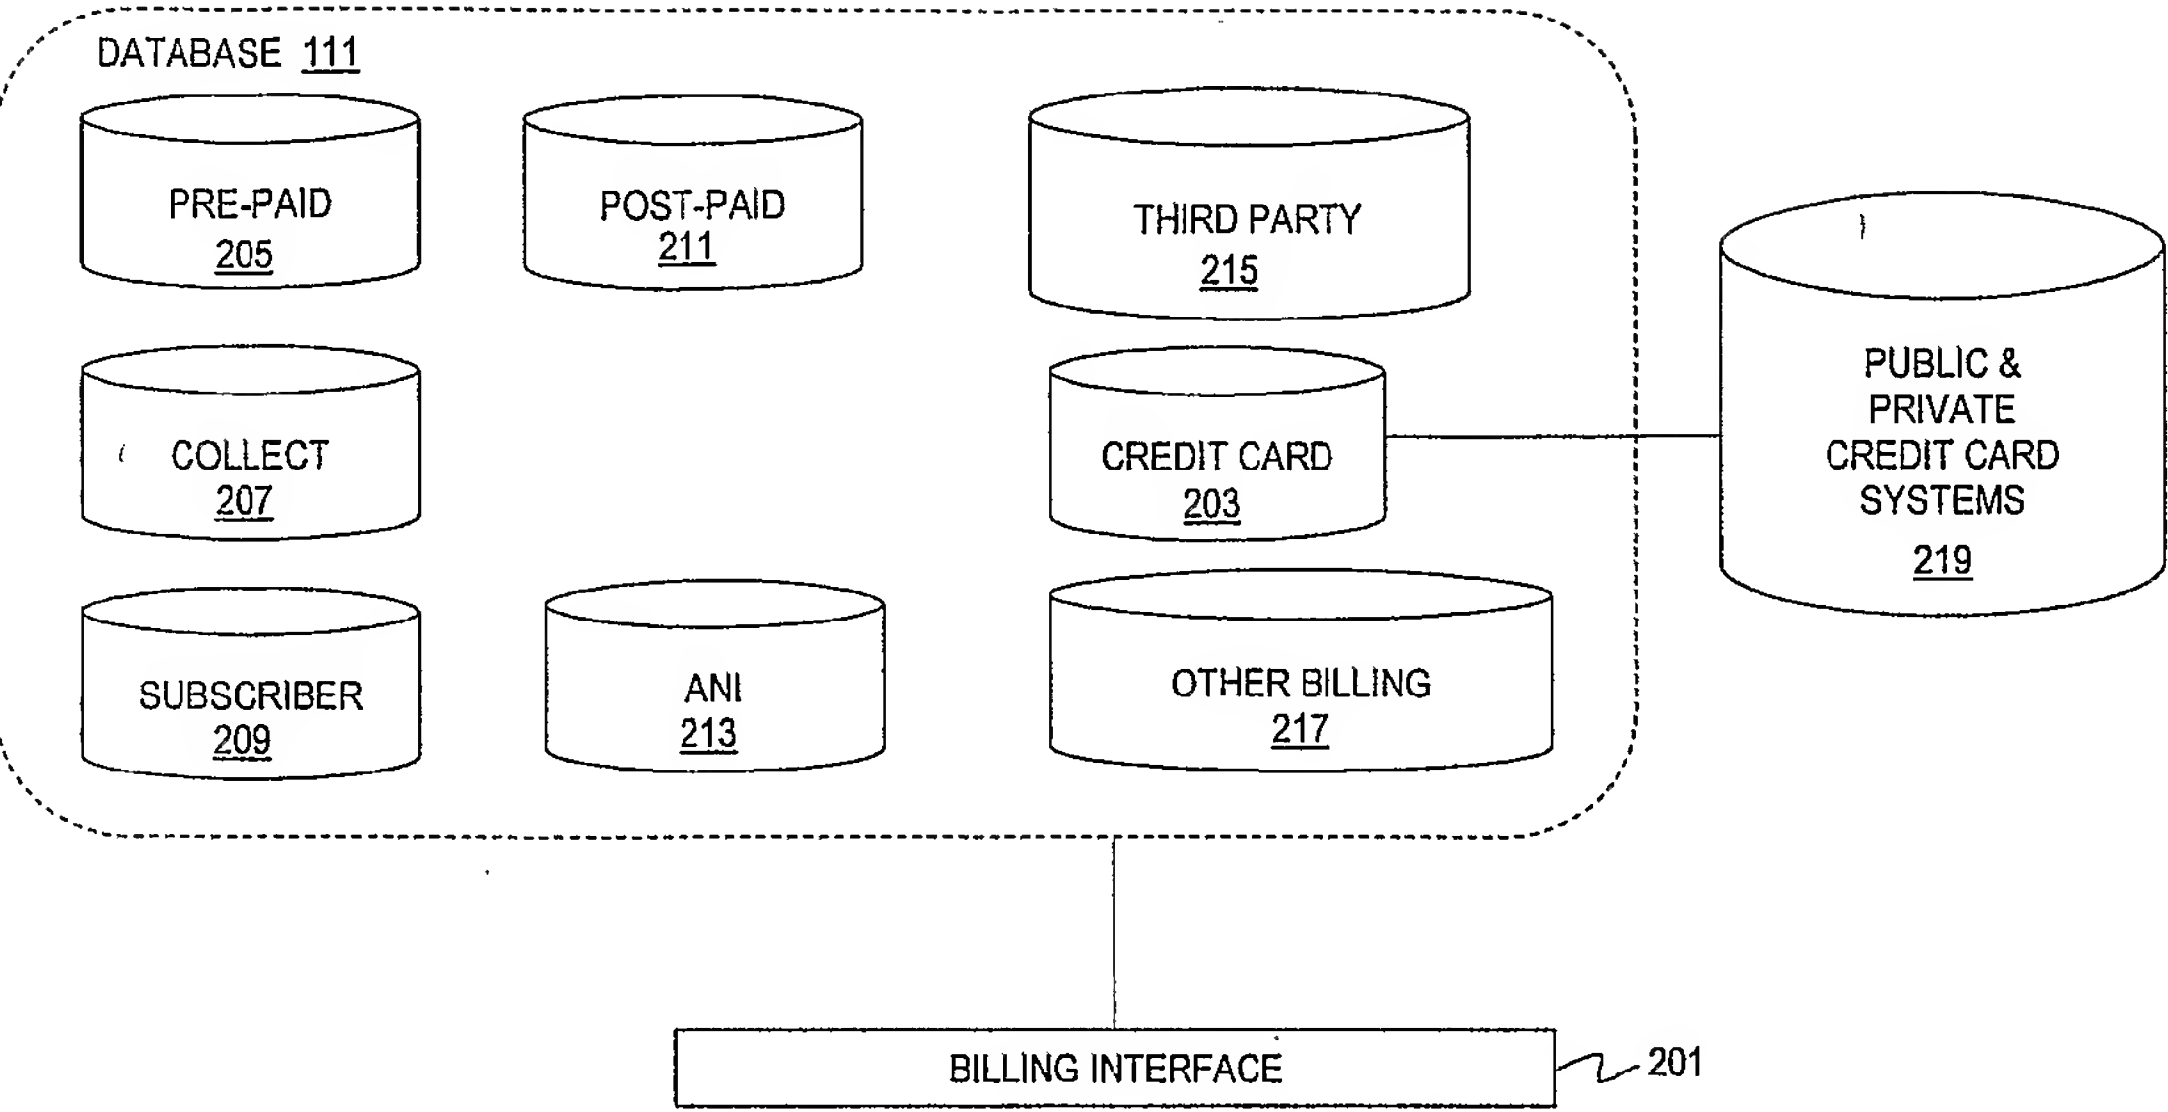 DATABASE 111
PRE-PAID
205
POST-PAID
211
THIRD PARTY
215
COLLECT
207
CREDIT CARD
203
PUBLIC &
PRIVATE
CREDIT CARD
SYSTEMS
219
SUBSCRIBER
209
ANI
213
OTHER BILLING
217
BILLING INTERFACE
201